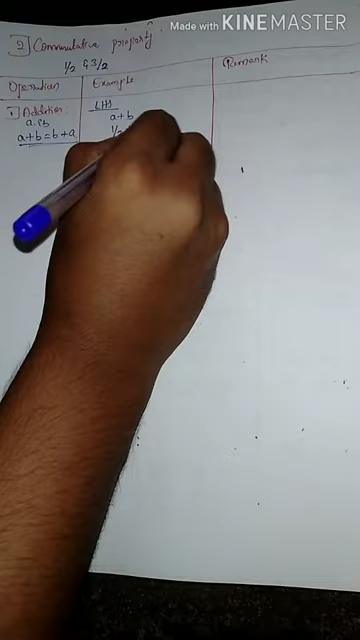 Made with KINEMASTER
2) Commutative property:
1/2 & 3/2
Operation Example Remark
1) Addition: LHS
a+b
a+b=b+a